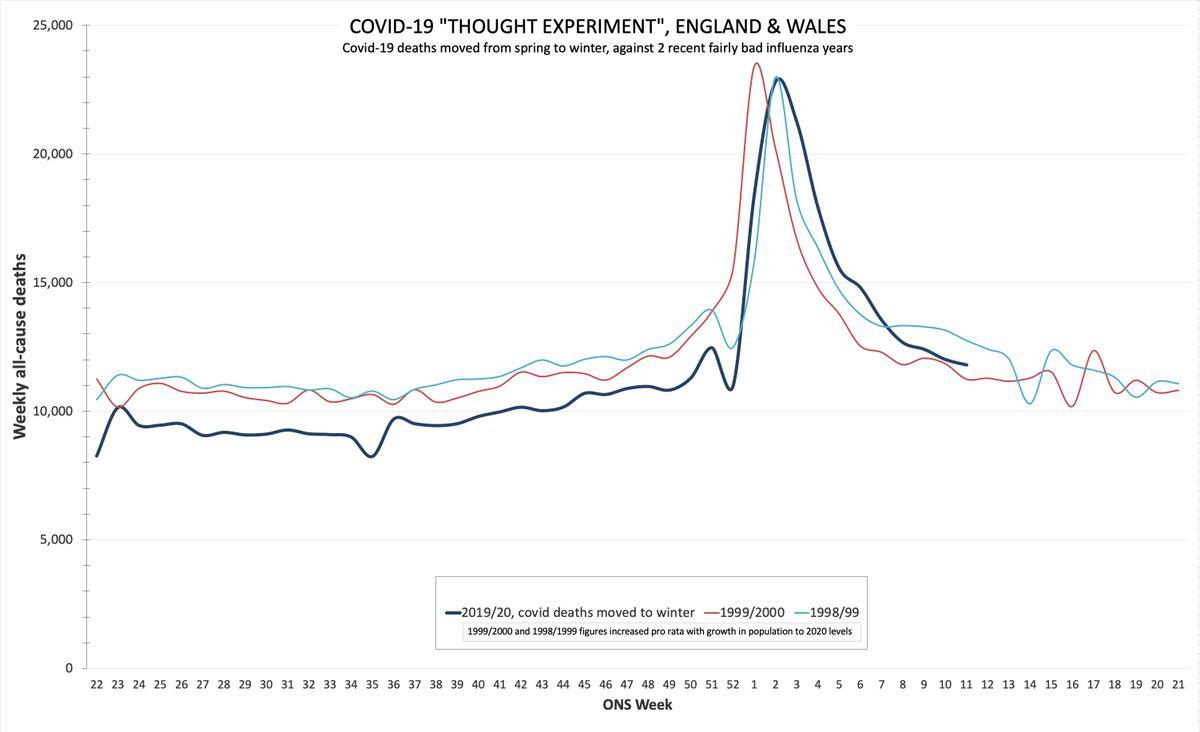 COVID-19 "THOUGHT EXPERIMENT", ENGLAND & WALES
Covid-19 deaths moved from spring to winter, against 2 recent fairly bad influenza years
25,000
20,000
15,000
10,000
5,000
0
Weekly all-cause deaths
2019/20, covid deaths moved to winter 1999/2000 1998/99
1999/2000 and 1998/1999 figures increased pro rata with growth in population to 2020 levels
22 23 24 25 26 27 28 29 30 31 32 33 34 35 36 37 38 39 40 41 42 43 44 45 46 47 48 49 50 51 52 1 2 3 4 5 6 7 8 9 10 11 12 13 14 15 16 17 18 19 20 21
ONS Week